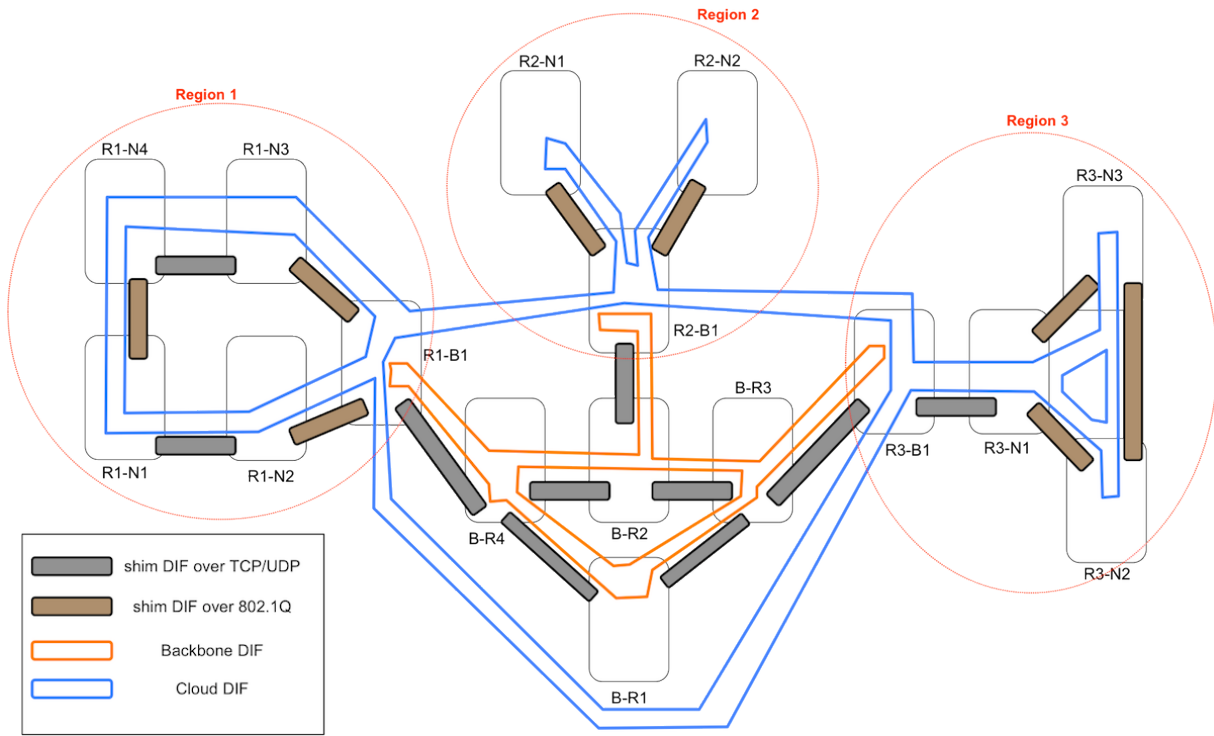 Region 2
R2-N1
R2-N2
Region 1
Region 3
R1-N4
R1-N3
R3-N3
R2-B1
R1-B1
B-R3
R1-N1
R1-N2
R3-B1
R3-N1
B-R4
B-R2
R3-N2
B-R1
shim DIF over TCP/UDP
shim DIF over 802.1Q
Backbone DIF
Cloud DIF